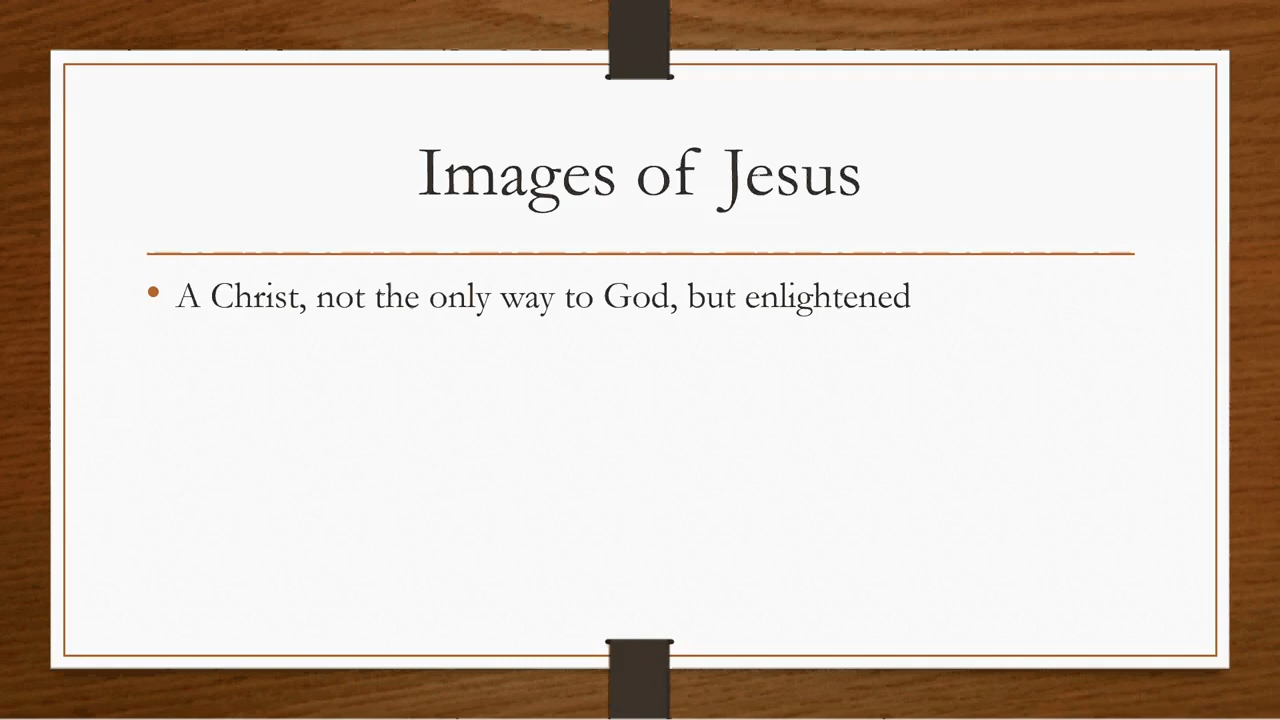 Images of Jesus
• A Christ, not the only way to God, but enlightened